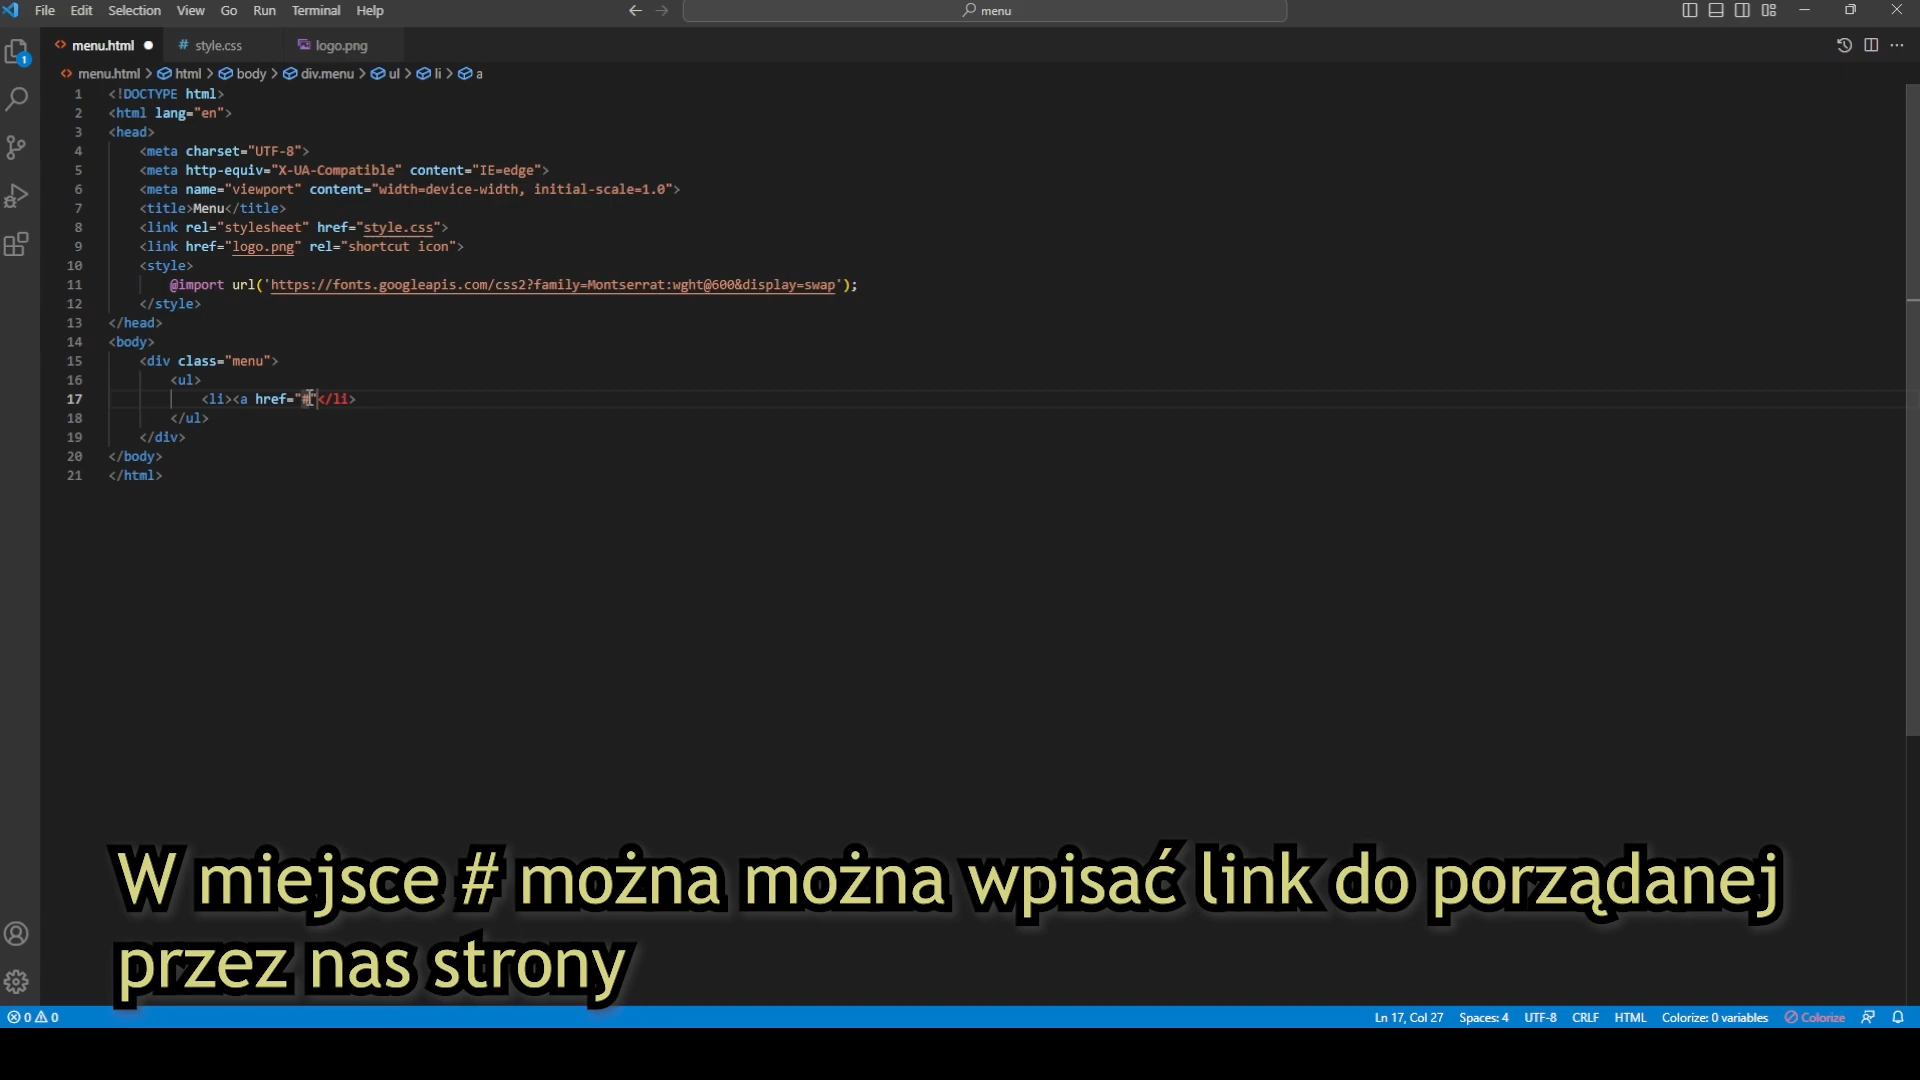 File Edit Selection View Go Run Terminal Help
menu
menu.html style.css logo.png
menu.html > html > body > div.menu > ul > li > a
1 <!DOCTYPE html>
2 <html lang="en">
3 <head>
4 <meta charset="UTF-8">
5 <meta http-equiv="X-UA-Compatible" content="IE=edge">
6 <meta name="viewport" content="width=device-width, initial-scale=1.0">
7 <title>Menu</title>
8 <link rel="stylesheet" href="style.css">
9 <link href="logo.png" rel="shortcut icon">
10 <style>
11 @import url('https://fonts.googleapis.com/css2?family=Montserrat:wght@600&display=swap');
12 </style>
13 </head>
14 <body>
15 <div class="menu">
16 <ul>
17 <li><a href="#"</li>
18 </ul>
19 </div>
20 </body>
21 </html>
1
W miejsce # można można wpisać link do porządanej
przez nas strony
0 0 Ln 17, Col 27 Spaces: 4 UTF-8 CRLF HTML Colorize: 0 variables Colorize